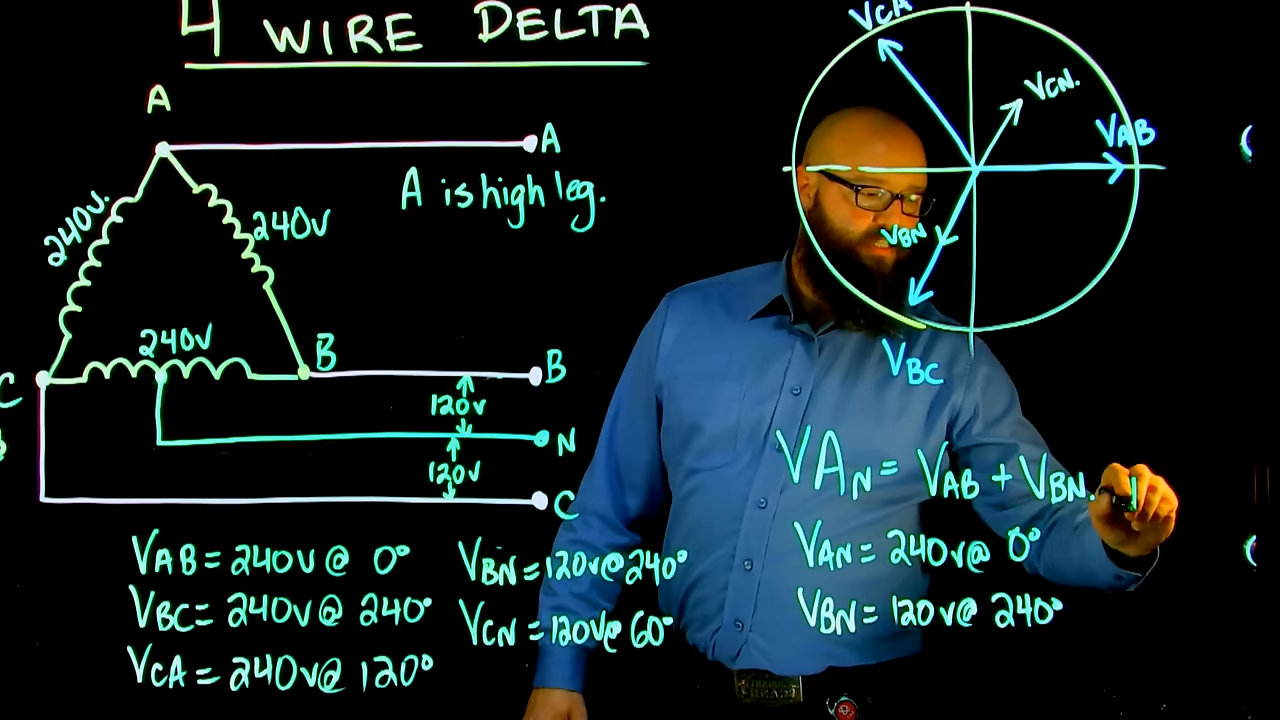 4 WIRE DELTA
A
A
A is high leg.
240v.
240v
240v
B
C
B
120v
N
120v
C
VAB = 240v @ 0°
VBC = 240v @ 240°
VCA = 240v @ 120°
VBN = 120v @ 240°
VCN = 120v @ 60°
VCA
VCN.
VAB
VBN
VBC
VAN = VAB + VBN.
VAN = 240v @ 0°
VBN = 120v @ 240°